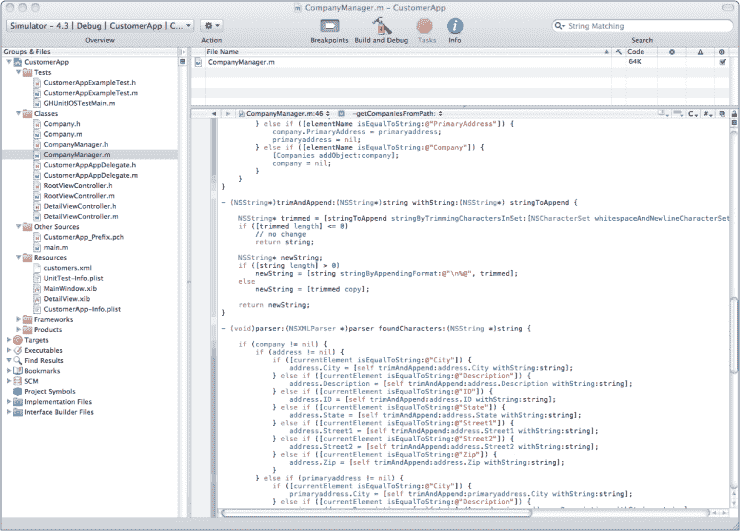 CompanyManager.m – CustomerApp
Simulator - 4.3 | Debug | CustomerApp | C...
Overview
Action
Breakpoints
Build and Debug
Tasks
Info
String Matching
Search
Groups & Files
CustomerApp
Tests
CustomerAppExampleTest.h
CustomerAppExampleTest.m
GHUnitIOSTestMain.m
Classes
Company.h
Company.m
CompanyManager.h
CompanyManager.m
CustomerAppAppDelegate.h
CustomerAppAppDelegate.m
RootViewController.h
RootViewController.m
DetailViewController.h
DetailViewController.m
Other Sources
CustomerApp_Prefix.pch
main.m
Resources
customers.xml
UnitTest-Info.plist
MainWindow.xib
DetailView.xib
CustomerApp-Info.plist
Frameworks
Products
Targets
Executables
Find Results
Bookmarks
SCM
Project Symbols
Implementation Files
Interface Builder Files
File Name
Code
CompanyManager.m
64K
CompanyManager.m:46
-getCompaniesFromPath:
} else if ([elementName isEqualToString:@"PrimaryAddress"]) {
company.PrimaryAddress = primaryaddress;
primaryaddress = nil;
} else if ([elementName isEqualToString:@"Company"]) {
[Companies addObject:company];
company = nil;
}
}
}
- (NSString*)trimAndAppend:(NSString*)string withString:(NSString*) stringToAppend {
NSString* trimmed = [stringToAppend stringByTrimmingCharactersInSet:[NSCharacterSet whitespaceAndNewlineCharacterSet
if ([trimmed length] <= 0)
// no change
return string;
NSString* newString;
if ([string length] > 0)
newString = [string stringByAppendingFormat:@"\n%@", trimmed];
else
newString = [trimmed copy];
return newString;
}
- (void)parser:(NSXMLParser *)parser foundCharacters:(NSString *)string {
if (company != nil) {
if (address != nil) {
if ([currentElement isEqualToString:@"City"]) {
address.City = [self trimAndAppend:address.City withString:string];
} else if ([currentElement isEqualToString:@"Description"]) {
address.Description = [self trimAndAppend:address.Description withString:string];
} else if ([currentElement isEqualToString:@"ID"]) {
address.ID = [self trimAndAppend:address.ID withString:string];
} else if ([currentElement isEqualToString:@"State"]) {
address.State = [self trimAndAppend:address.State withString:string];
} else if ([currentElement isEqualToString:@"Street1"]) {
address.Street1 = [self trimAndAppend:address.Street1 withString:string];
} else if ([currentElement isEqualToString:@"Street2"]) {
address.Street2 = [self trimAndAppend:address.Street2 withString:string];
} else if ([currentElement isEqualToString:@"Zip"]) {
address.Zip = [self trimAndAppend:address.Zip withString:string];
}
} else if (primaryaddress != nil) {
if ([currentElement isEqualToString:@"City"]) {
primaryaddress.City = [self trimAndAppend:primaryaddress.City withString:string];
} else if ([currentElement isEqualToString:@"Description"]) {